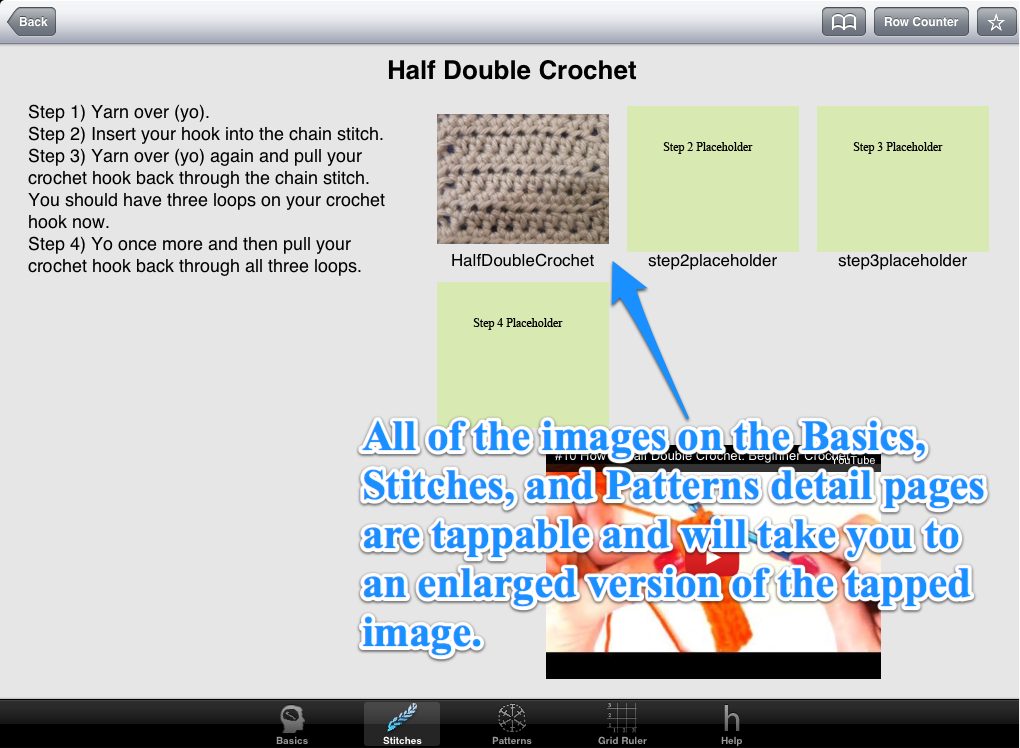 Back
Row Counter
Half Double Crochet
Step 1) Yarn over (yo).
Step 2) Insert your hook into the chain stitch.
Step 3) Yarn over (yo) again and pull your
crochet hook back through the chain stitch.
You should have three loops on your crochet
hook now.
Step 4) Yo once more and then pull your
crochet hook back through all three loops.
Step 2 Placeholder
Step 3 Placeholder
HalfDoubleCrochet
step2placeholder
step3placeholder
Step 4 Placeholder
All of the images on the Basics,
Stitches, and Patterns detail pages
are tappable and will take you to
an enlarged version of the tapped
image.
#10 How Half Double Crochet: Beginner Crochet
YouTube
Basics
Stitches
Patterns
Grid Ruler
h
Help